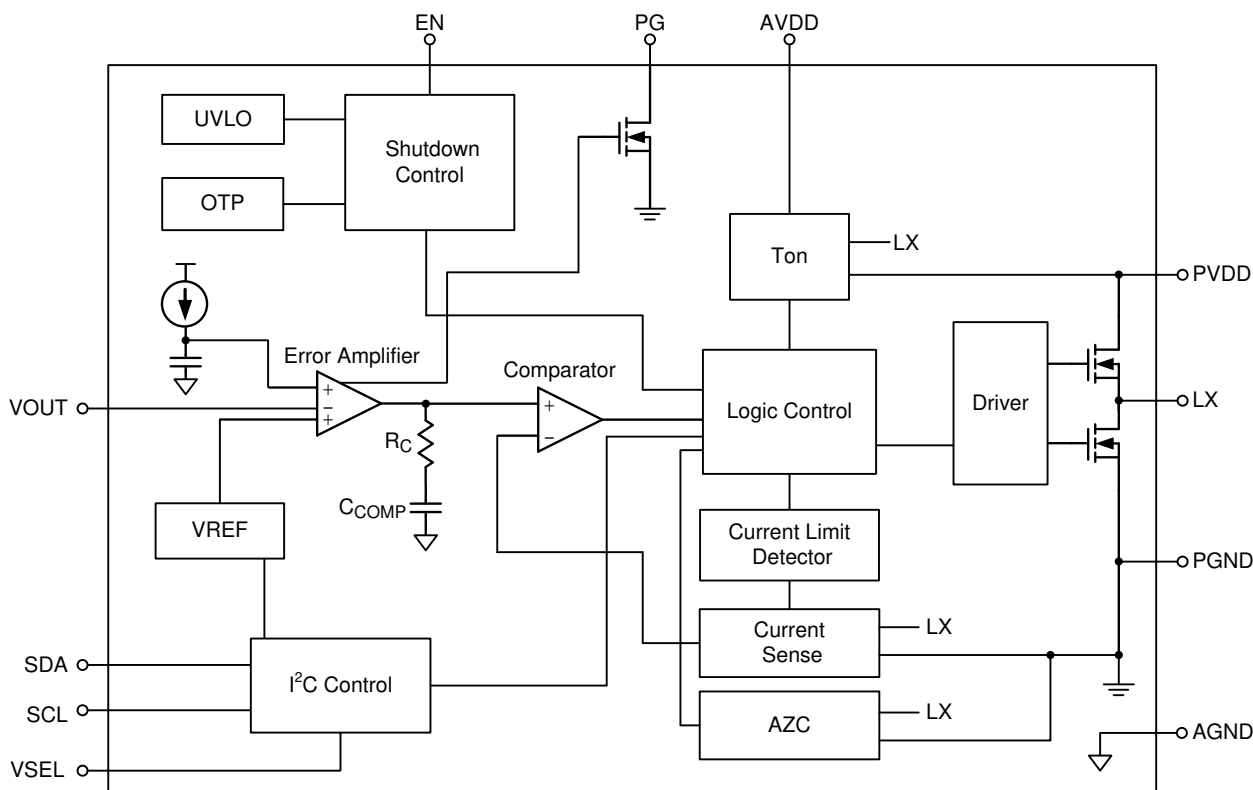 EN
PG
AVDD
UVLO
Shutdown
Control
OTP
Ton
LX
PVDD
Error Amplifier
Comparator
Logic Control
Driver
VOUT
+
−
+
+
−
LX
RC
CCOMP
VREF
Current Limit
Detector
PGND
Current
Sense
LX
SDA
I²C Control
SCL
AZC
LX
AGND
VSEL